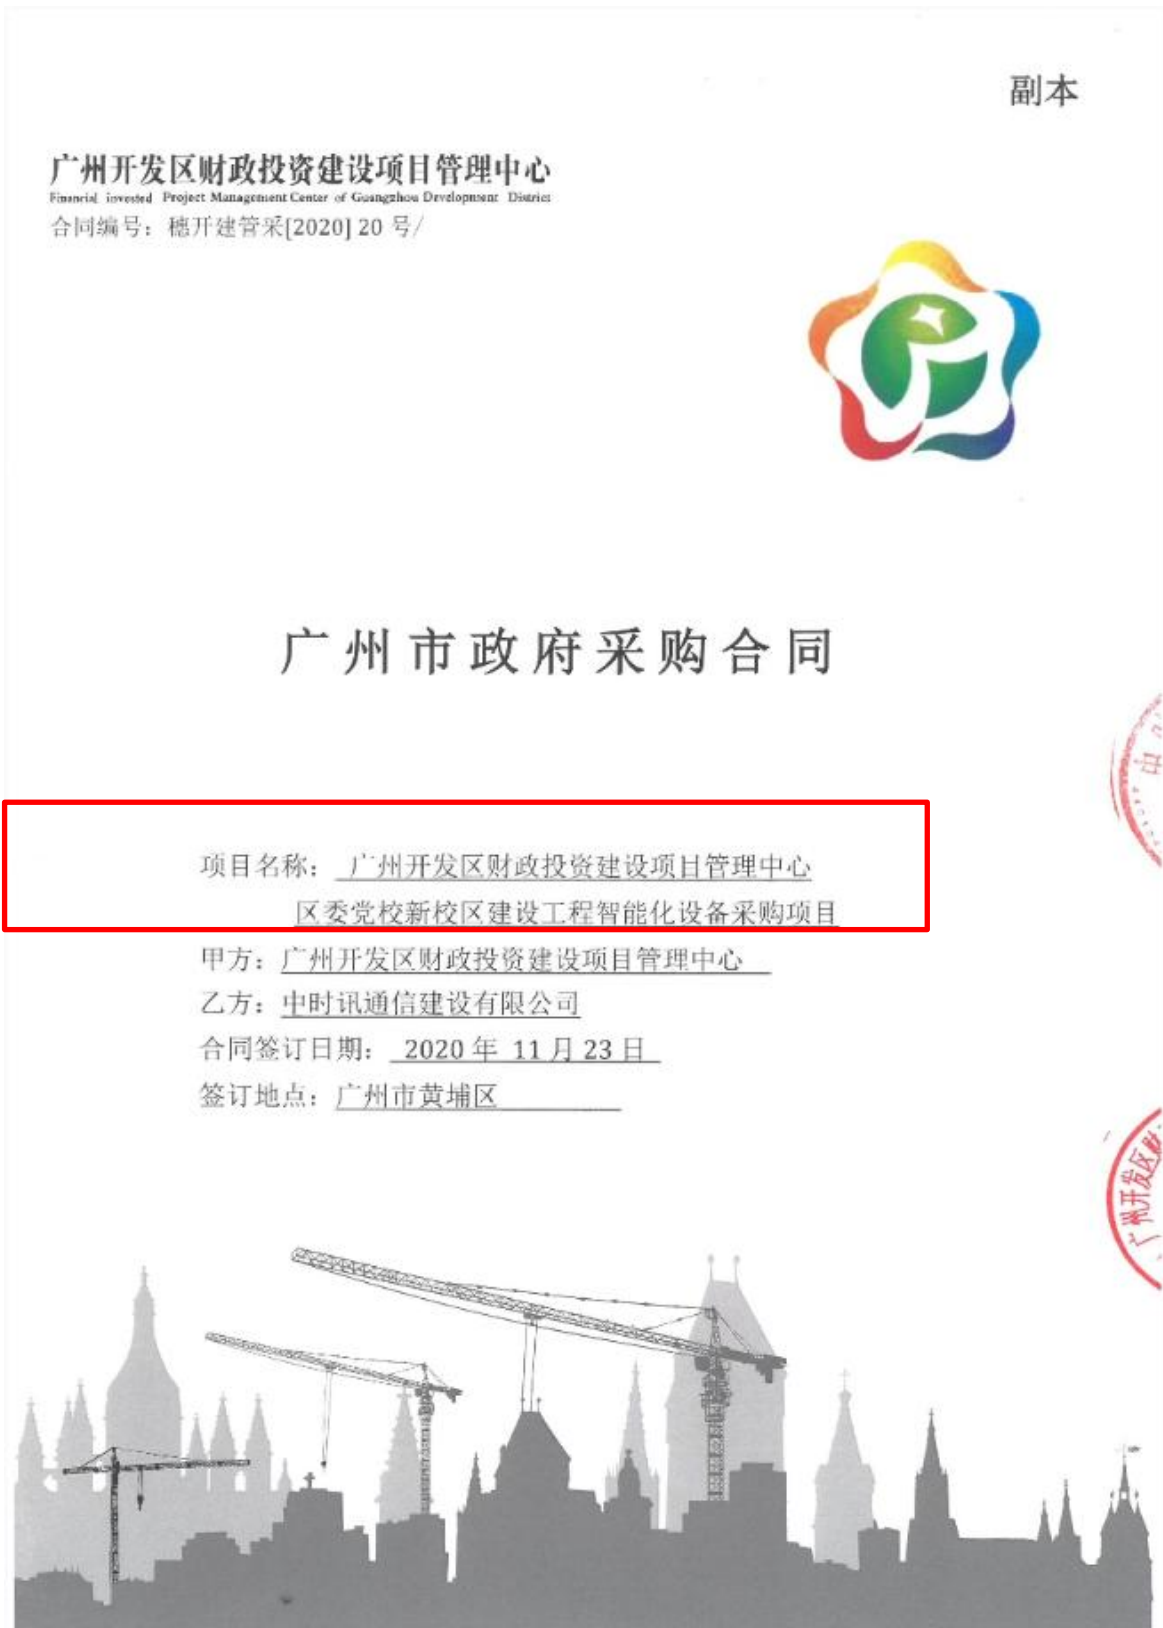 副本
广州开发区财政投资建设项目管理中心
Financial invested Project Management Center of Guangzhou Development District
合同编号：穗开建管采[2020] 20 号/
广州市政府采购合同
项目名称：广州开发区财政投资建设项目管理中心
区委党校新校区建设工程智能化设备采购项目
甲方：广州开发区财政投资建设项目管理中心
乙方：中时讯通信建设有限公司
合同签订日期：2020 年 11 月 23 日
签订地点：广州市黄埔区
中
广州开发区财